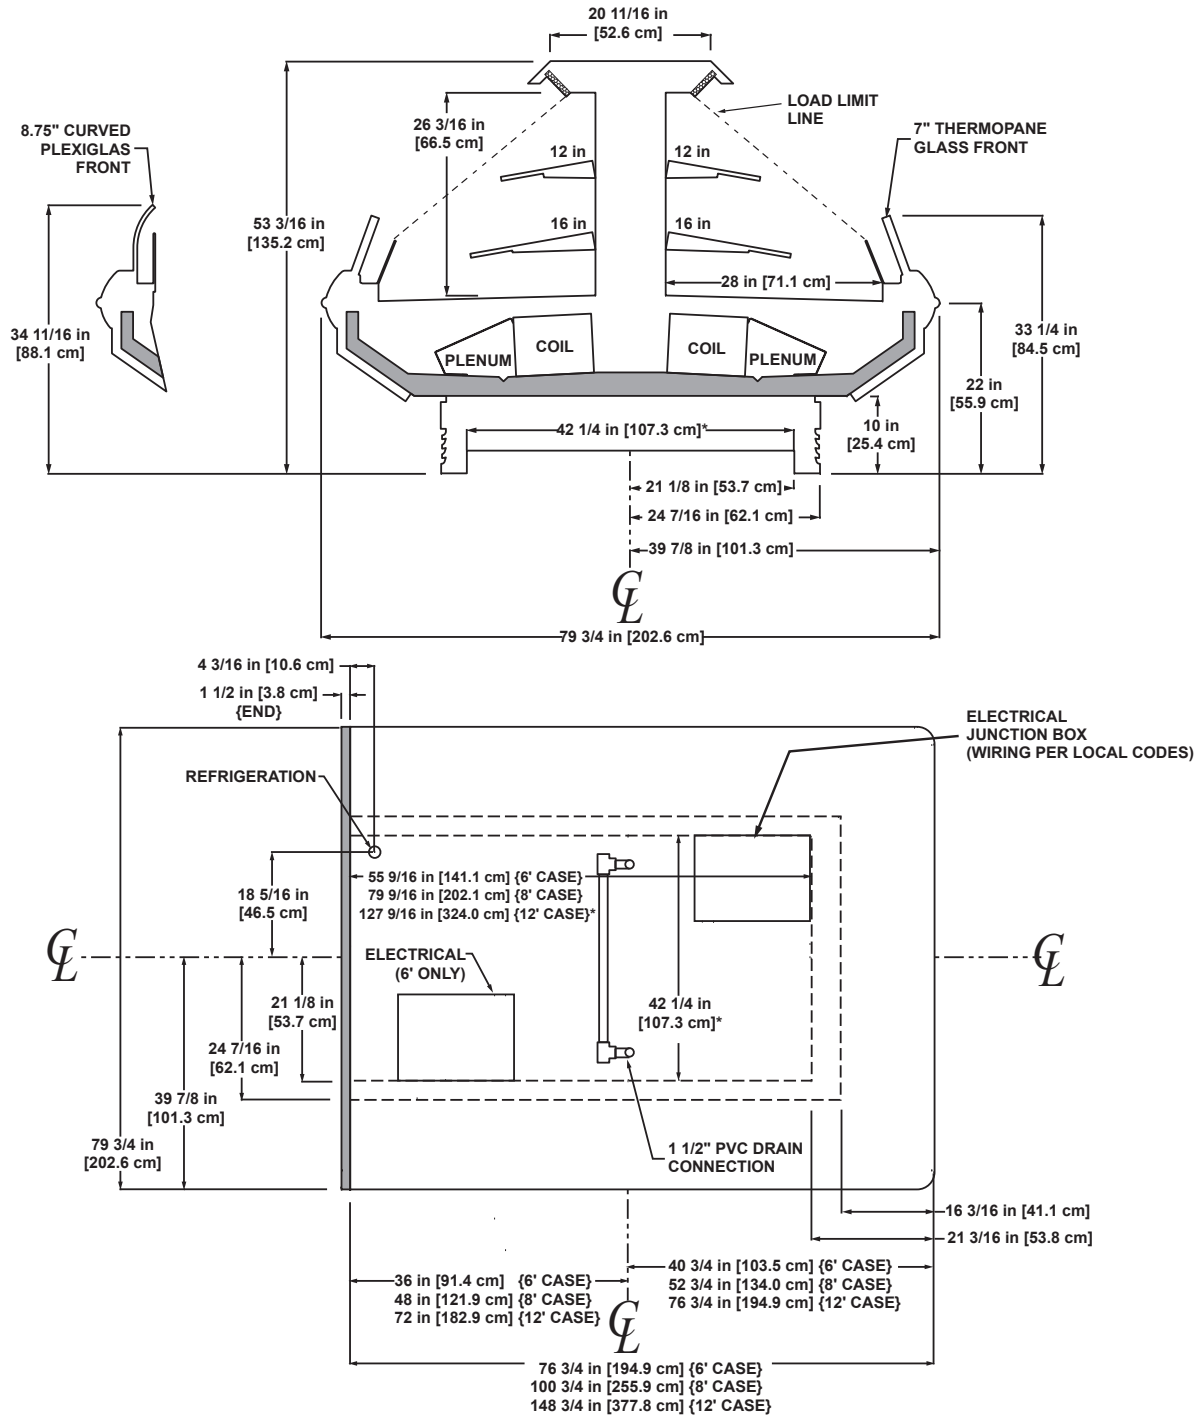 20 11/16 in
[52.6 cm]
LOAD LIMIT
LINE
8.75" CURVED
PLEXIGLAS
FRONT
26 3/16 in
[66.5 cm]
7" THERMOPANE
GLASS FRONT
12 in
12 in
53 3/16 in
[135.2 cm]
16 in
16 in
28 in [71.1 cm]
34 11/16 in
[88.1 cm]
33 1/4 in
[84.5 cm]
PLENUM
COIL
COIL
PLENUM
22 in
[55.9 cm]
10 in
[25.4 cm]
42 1/4 in [107.3 cm]*
21 1/8 in [53.7 cm]
24 7/16 in [62.1 cm]
39 7/8 in [101.3 cm]
CL
79 3/4 in [202.6 cm]
4 3/16 in [10.6 cm]
1 1/2 in [3.8 cm]
{END}
ELECTRICAL
JUNCTION BOX
(WIRING PER LOCAL CODES)
REFRIGERATION
55 9/16 in [141.1 cm] {6' CASE}
79 9/16 in [202.1 cm] {8' CASE}
127 9/16 in [324.0 cm] {12' CASE}*
18 5/16 in
[46.5 cm]
CL
CL
ELECTRICAL
(6' ONLY)
21 1/8 in
[53.7 cm]
42 1/4 in
[107.3 cm]*
24 7/16 in
[62.1 cm]
39 7/8 in
[101.3 cm]
79 3/4 in
[202.6 cm]
1 1/2" PVC DRAIN
CONNECTION
16 3/16 in [41.1 cm]
21 3/16 in [53.8 cm]
40 3/4 in [103.5 cm] {6' CASE}
52 3/4 in [134.0 cm] {8' CASE}
76 3/4 in [194.9 cm] {12' CASE}
36 in [91.4 cm] {6' CASE}
48 in [121.9 cm] {8' CASE}
72 in [182.9 cm] {12' CASE}
CL
76 3/4 in [194.9 cm] {6' CASE}
100 3/4 in [255.9 cm] {8' CASE}
148 3/4 in [377.8 cm] {12' CASE}